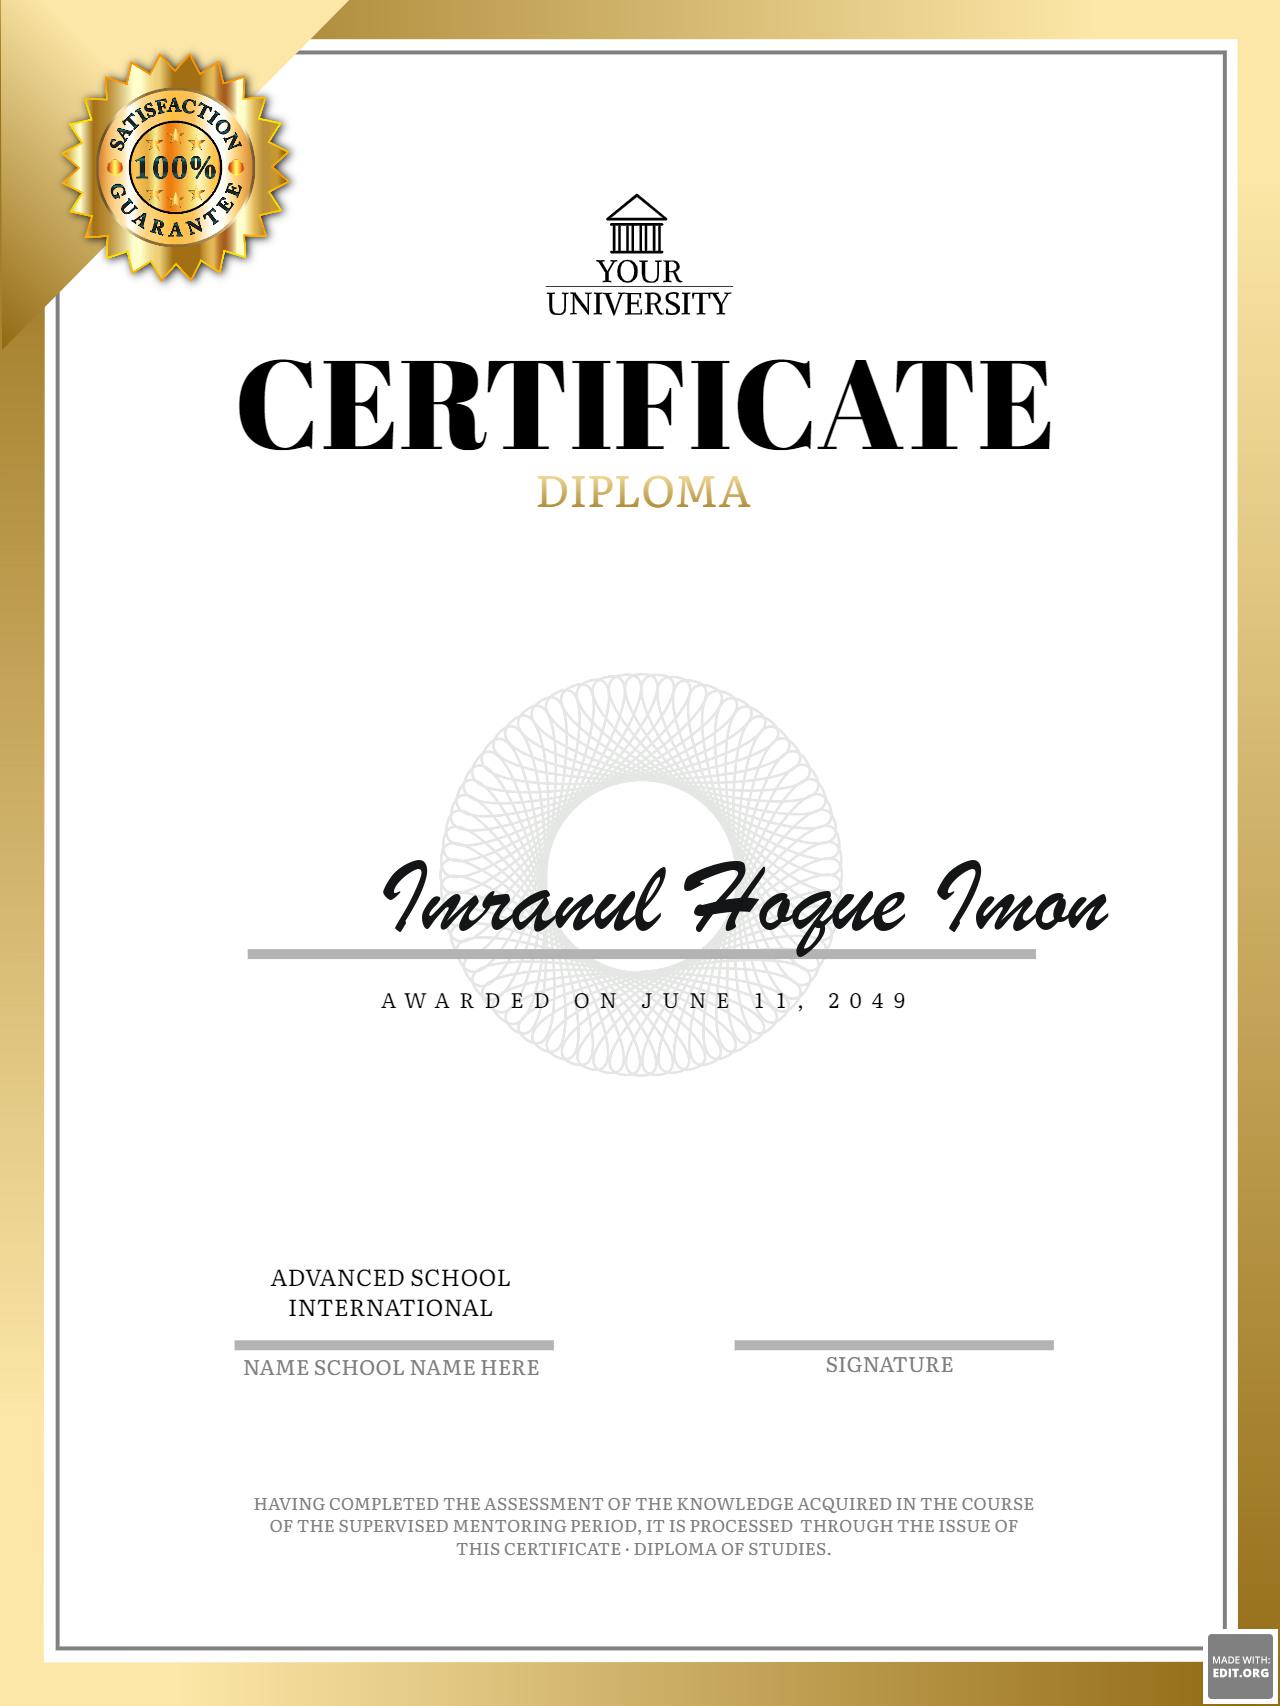 SATISFACTION
100%
GUARANTEE
YOUR
UNIVERSITY
CERTIFICATE
DIPLOMA
Imranul Hoque Imon
AWARDED ON JUNE 11, 2049
ADVANCED SCHOOL
INTERNATIONAL
NAME SCHOOL NAME HERE
SIGNATURE
HAVING COMPLETED THE ASSESSMENT OF THE KNOWLEDGE ACQUIRED IN THE COURSE
OF THE SUPERVISED MENTORING PERIOD, IT IS PROCESSED THROUGH THE ISSUE OF
THIS CERTIFICATE · DIPLOMA OF STUDIES.
MADE WITH:
EDIT.ORG